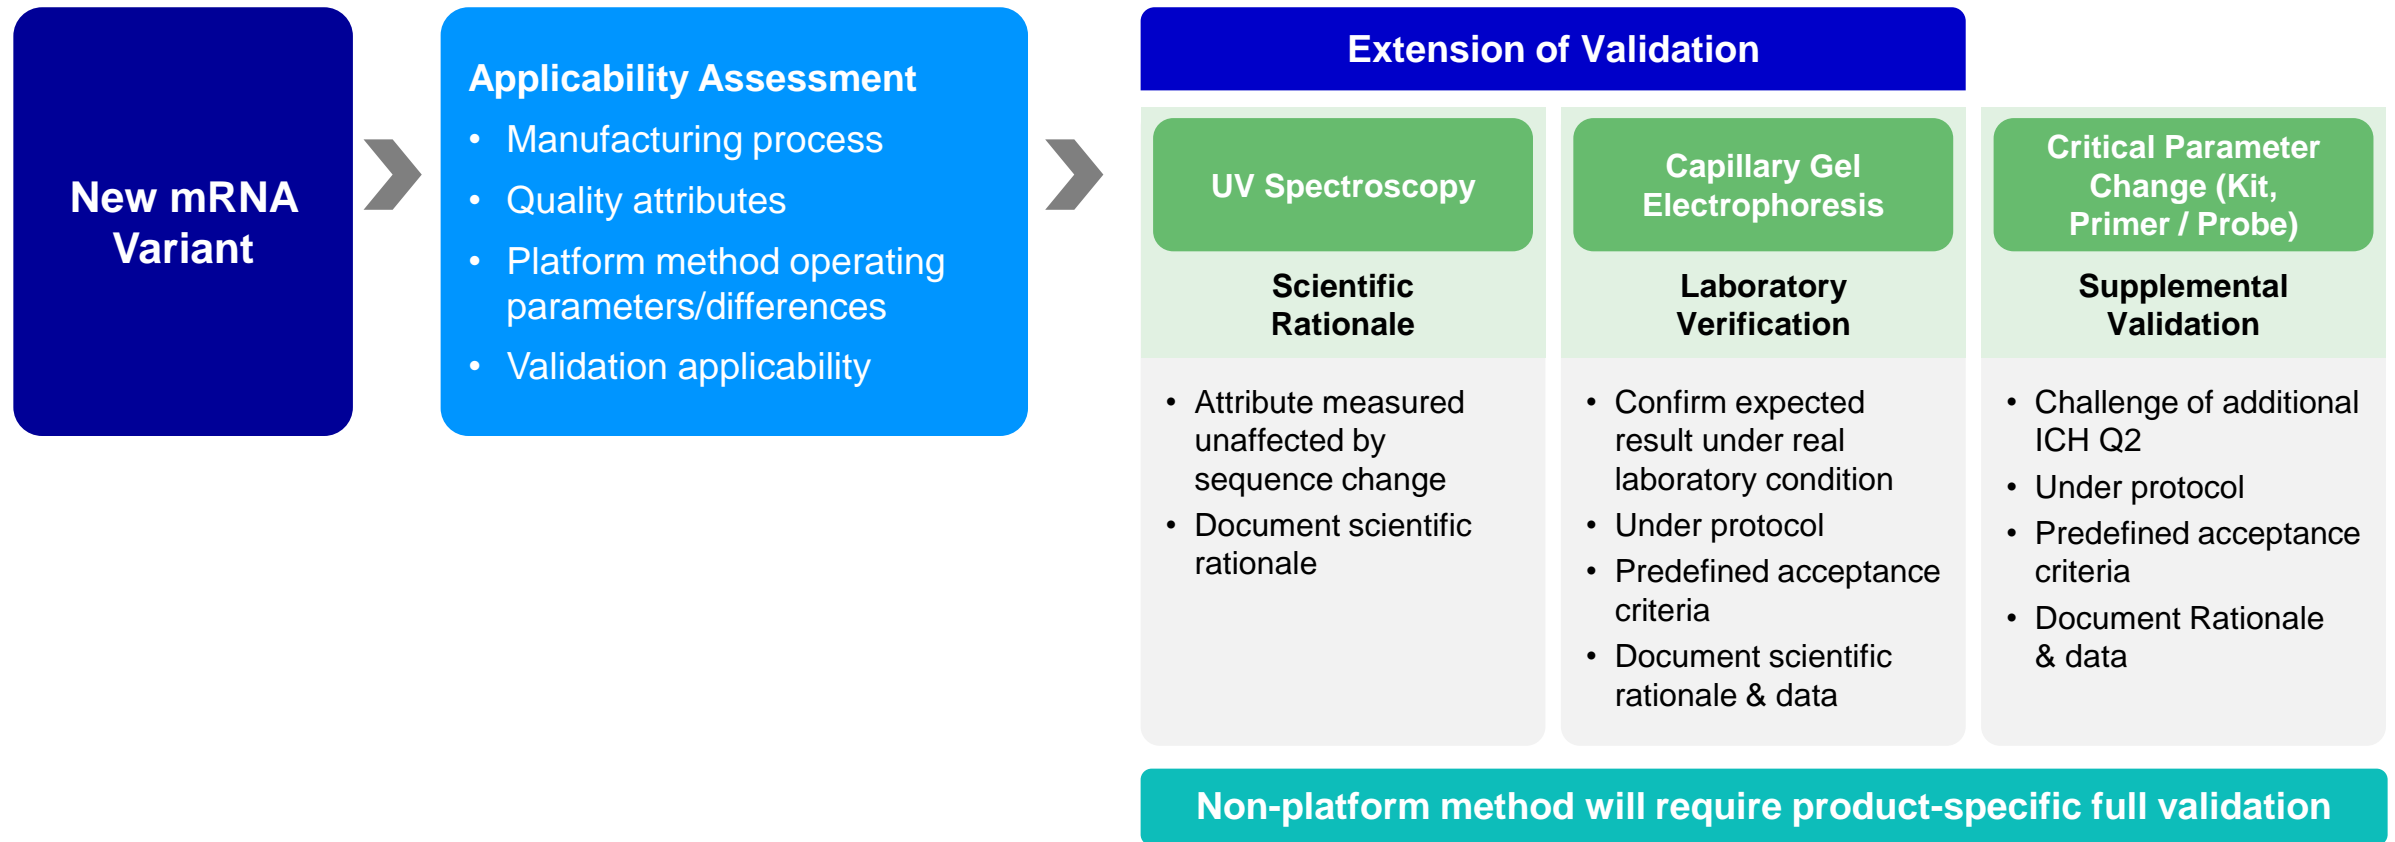 New mRNA
Variant
Applicability Assessment
• Manufacturing process
• Quality attributes
• Platform method operating
parameters/differences
• Validation applicability
Extension of Validation
UV Spectroscopy
Scientific
Rationale
• Attribute measured
unaffected by
sequence change
• Document scientific
rationale
Capillary Gel
Electrophoresis
Laboratory
Verification
• Confirm expected
result under real
laboratory condition
• Under protocol
• Predefined acceptance
criteria
• Document scientific
rationale & data
Critical Parameter
Change (Kit,
Primer / Probe)
Supplemental
Validation
• Challenge of additional
ICH Q2
• Under protocol
• Predefined acceptance
criteria
• Document Rationale
& data
Non-platform method will require product-specific full validation